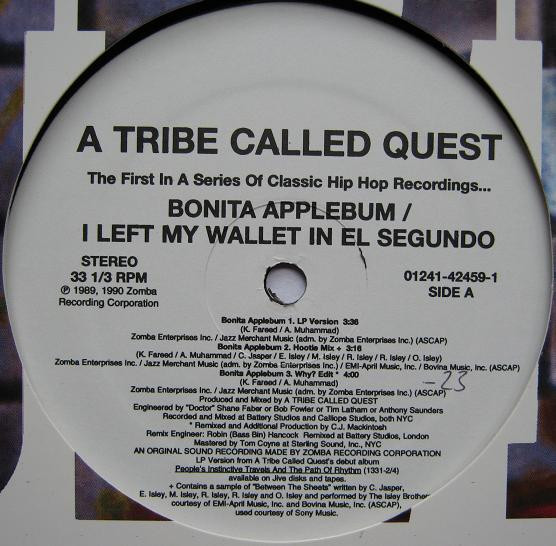 A TRIBE CALLED QUEST
The First In A Series Of Classic Hip Hop Recordings...
BONITA APPLEBUM /
I LEFT MY WALLET IN EL SEGUNDO
STEREO
33 1/3 RPM
℗ 1989, 1990 Zomba
Recording Corporation
01241-42459-1
SIDE A
Bonita Applebum 1. LP Version 3:36
(K. Fareed / A. Muhammad)
Zomba Enterprises Inc. / Jazz Merchant Music (adm. by Zomba Enterprises Inc.) (ASCAP)
Bonita Applebum 2. Hootie Mix + 3:16
(K. Fareed / A. Muhammad / C. Jasper / E. Isley / M. Isley / R. Isley / R. Isley / O. Isley)
Zomba Enterprises Inc. / Jazz Merchant Music (adm. by Zomba Enterprises Inc.) / EMI-April Music, Inc. / Bovina Music, Inc. (ASCAP)
Bonita Applebum 3. Why? Edit * 4:00
(K. Fareed / A. Muhammad)
Zomba Enterprises Inc. / Jazz Merchant Music (adm. by Zomba Enterprises Inc.) (ASCAP)
-23
Produced and Mixed by A TRIBE CALLED QUEST
Engineered by "Doctor" Shane Faber or Bob Fowler or Tim Latham or Anthony Saunders
Recorded and Mixed at Battery Studios and Calliope Studios, both NYC
* Remixed and Additional Production by C.J. Mackintosh
Remix Engineer: Robin (Bass Bin) Hancock Remixed at Battery Studios, London
Mastered by Tom Coyne at Sterling Sound, Inc., NYC
AN ORIGINAL SOUND RECORDING MADE BY ZOMBA RECORDING CORPORATION
LP Version from A Tribe Called Quest's debut album
People's Instinctive Travels And The Path Of Rhythm (1331-2/4)
available on Jive disks and tapes.
+ Contains a sample of "Between The Sheets" written by C. Jasper,
E. Isley, M. Isley, R. Isley, R. Isley and O Isley and performed by The Isley Brothers
courtesy of EMI-April Music, Inc. and Bovina Music, Inc. (ASCAP),
used courtesy of Sony Music.